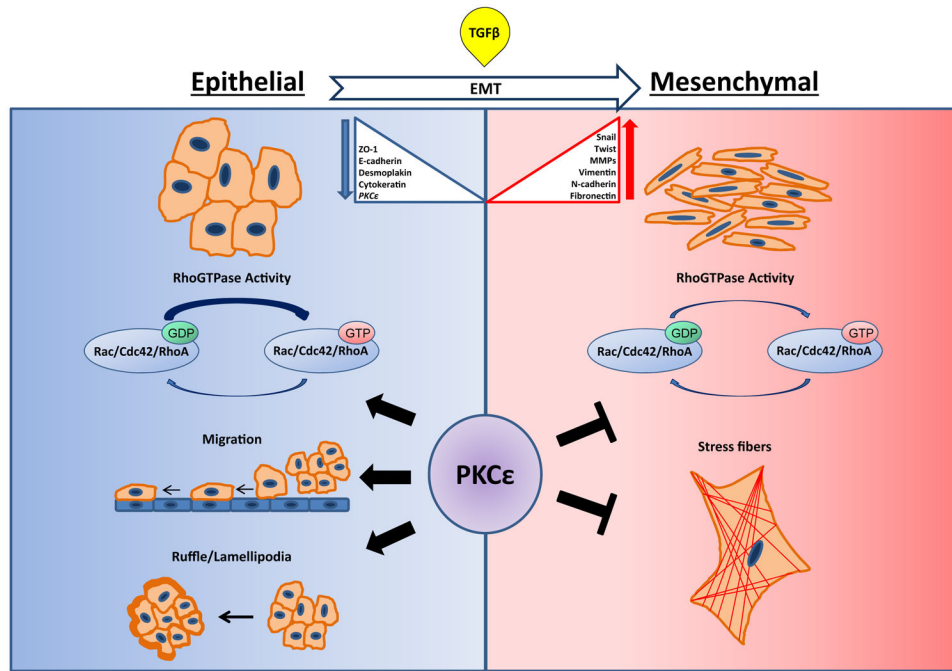 TGFβ
Epithelial
EMT
Mesenchymal
ZO-1
E-cadherin
Desmoplakin
Cytokeratin
PKCε
Snail
Twist
MMPs
Vimentin
N-cadherin
Fibronectin
RhoGTPase Activity
GDP
Rac/Cdc42/RhoA
GTP
Rac/Cdc42/RhoA
RhoGTPase Activity
GDP
Rac/Cdc42/RhoA
GTP
Rac/Cdc42/RhoA
Migration
PKCε
Stress fibers
Ruffle/Lamellipodia